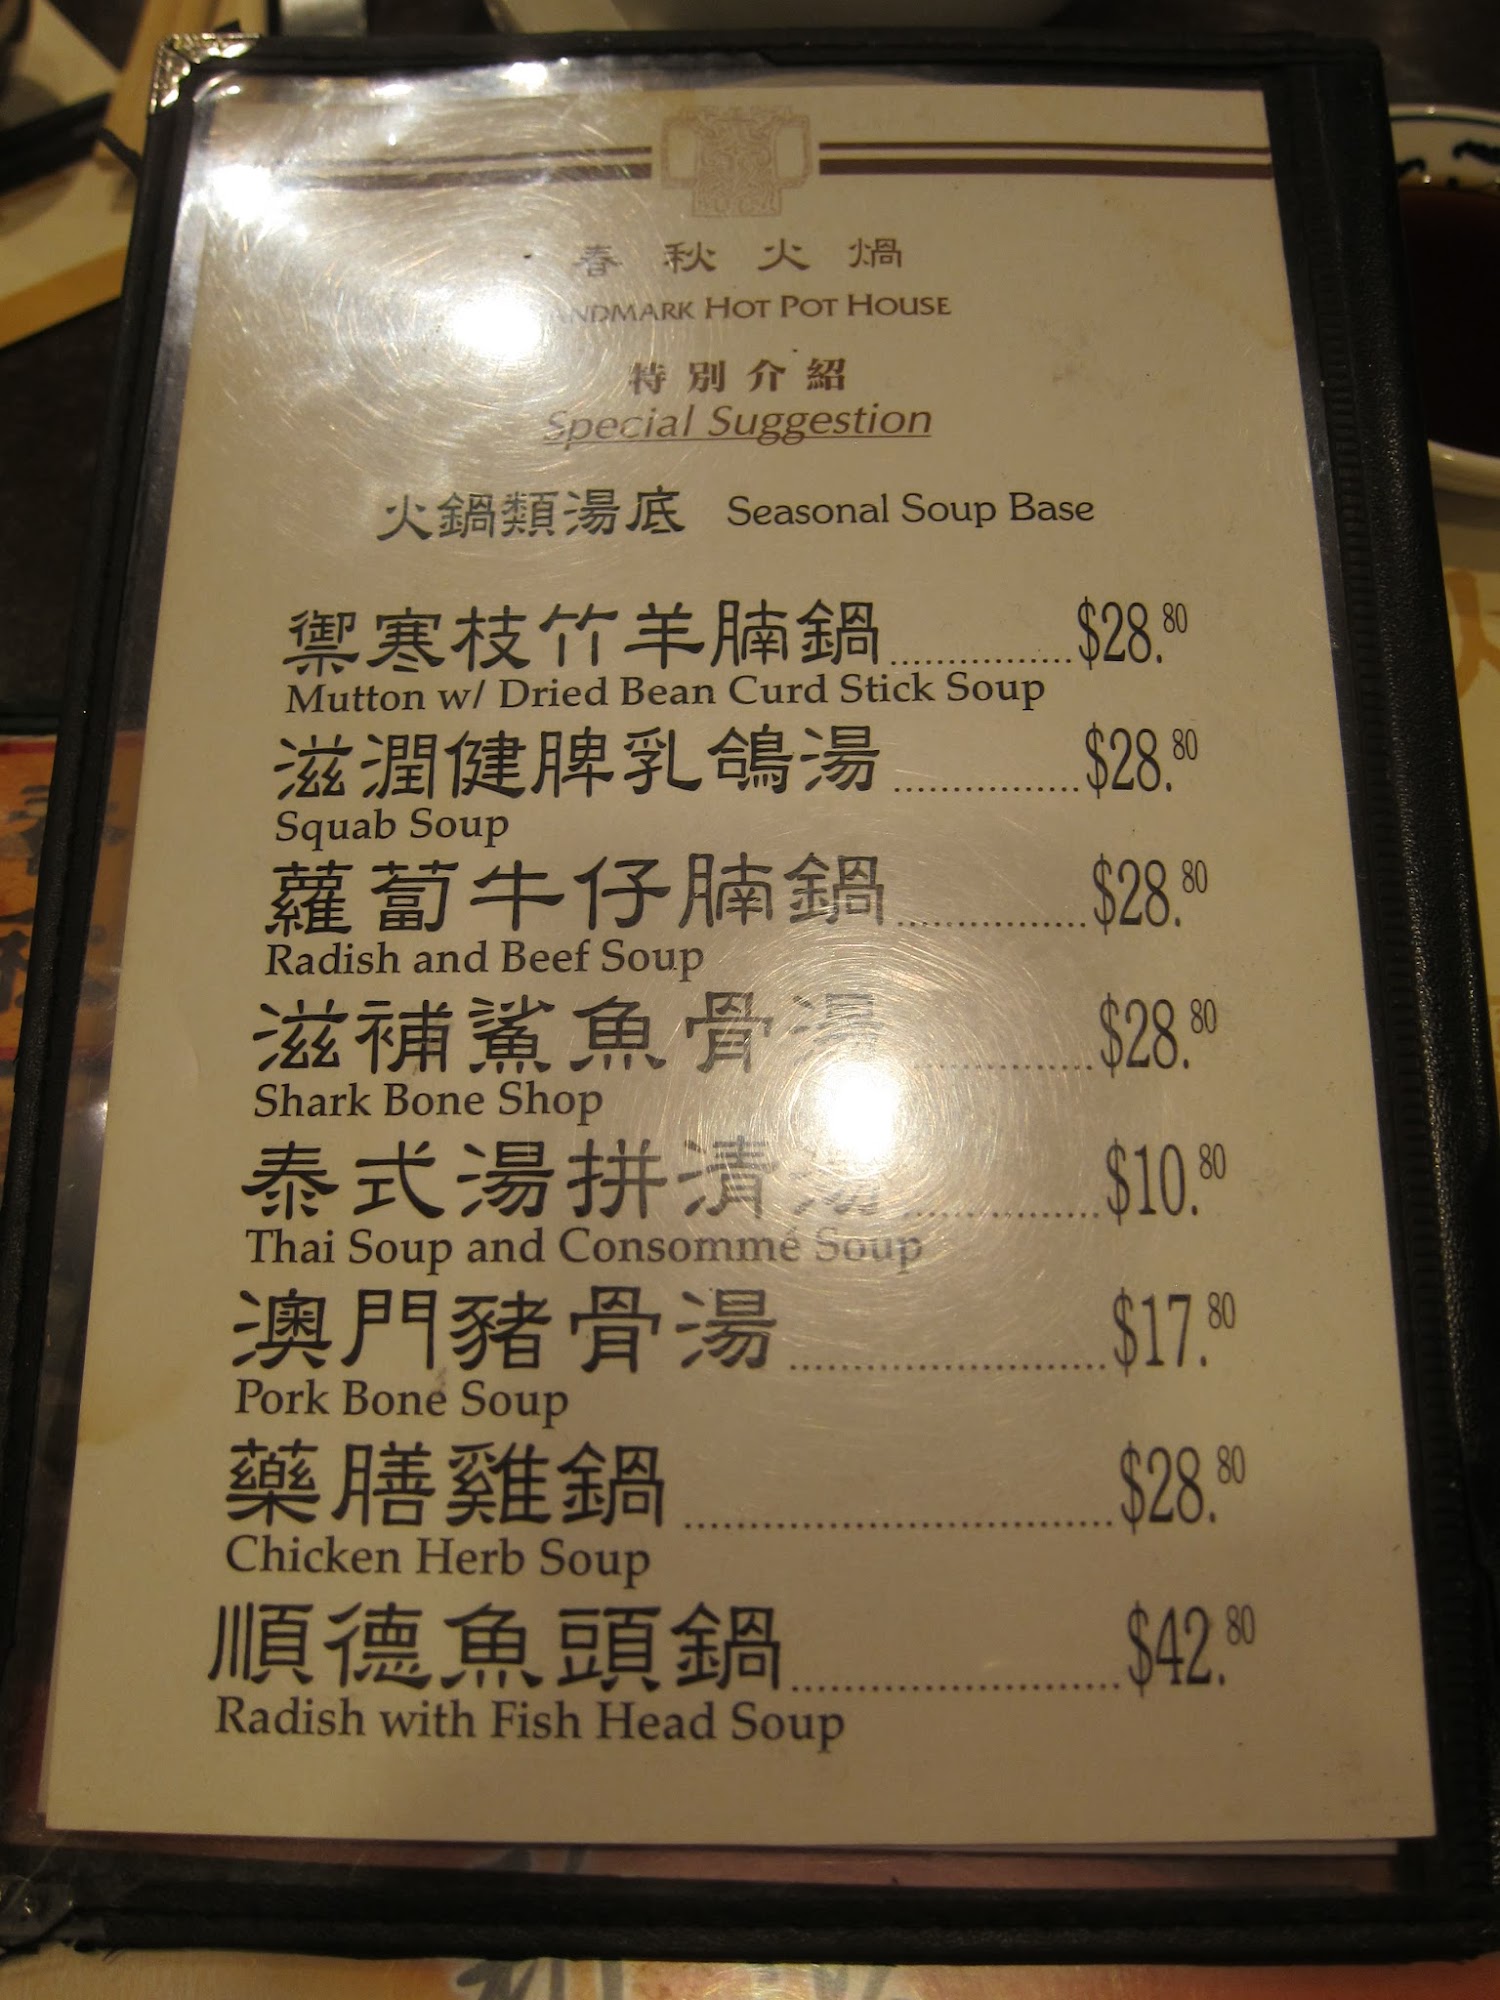 春秋火煱
LANDMARK HOT POT HOUSE
特別介紹
Special Suggestion
火鍋類湯底 Seasonal Soup Base
禦寒枝竹羊腩鍋 $28.80
Mutton w/ Dried Bean Curd Stick Soup
滋潤健脾乳鴿湯 $28.80
Squab Soup
蘿蔔牛仔腩鍋 $28.80
Radish and Beef Soup
滋補鯊魚骨湯 $28.80
Shark Bone Shop
泰式湯拼清湯 $10.80
Thai Soup and Consommé Soup
澳門豬骨湯 $17.80
Pork Bone Soup
藥膳雞鍋 $28.80
Chicken Herb Soup
順德魚頭鍋 $42.80
Radish with Fish Head Soup